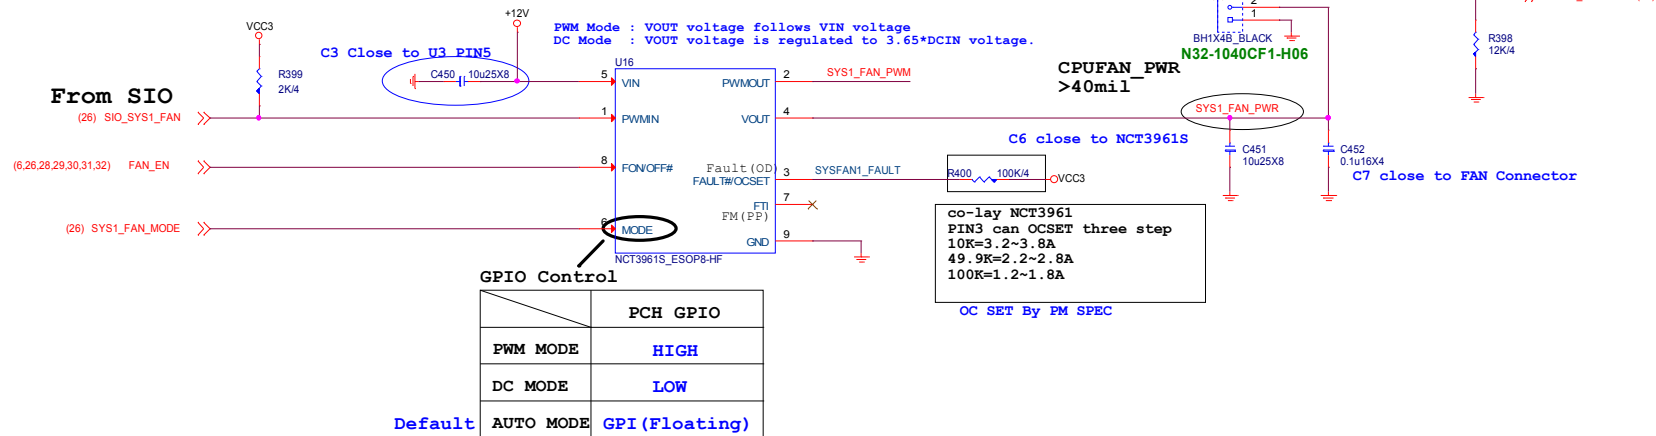 +12V
VCC3
PWM Mode : VOUT voltage follows VIN voltage
DC Mode : VOUT voltage is regulated to 3.65*DCIN voltage.
2
1
BH1X4B_BLACK
N32-1040CF1-H06
R398
12K/4
C3 Close to U3 PIN5
C450
10u25X8
R399
2K/4
U16
5
VIN
PWMOUT
2
SYS1_FAN_PWM
CPUFAN_PWR
>40mil
From SIO
(26) SIO_SYS1_FAN
1
PWMIN
VOUT
4
SYS1_FAN_PWR
C6 close to NCT3961S
C451
10u25X8
C452
0.1u16X4
C7 close to FAN Connector
(6,26,28,29,30,31,32) FAN_EN
8
FON/OFF#
Fault(OD)
FAULT#/OCSET
3
SYSFAN1_FAULT
R400
100K/4
VCC3
FTI
7
FM(PP)
(26) SYS1_FAN_MODE
6
MODE
GND
9
NCT3961S_ESOP8-HF
co-lay NCT3961
PIN3 can OCSET three step
10K=3.2~3.8A
49.9K=2.2~2.8A
100K=1.2~1.8A
OC SET By PM SPEC
GPIO Control
PCH GPIO
PWM MODE HIGH
DC MODE LOW
Default AUTO MODE GPI(Floating)